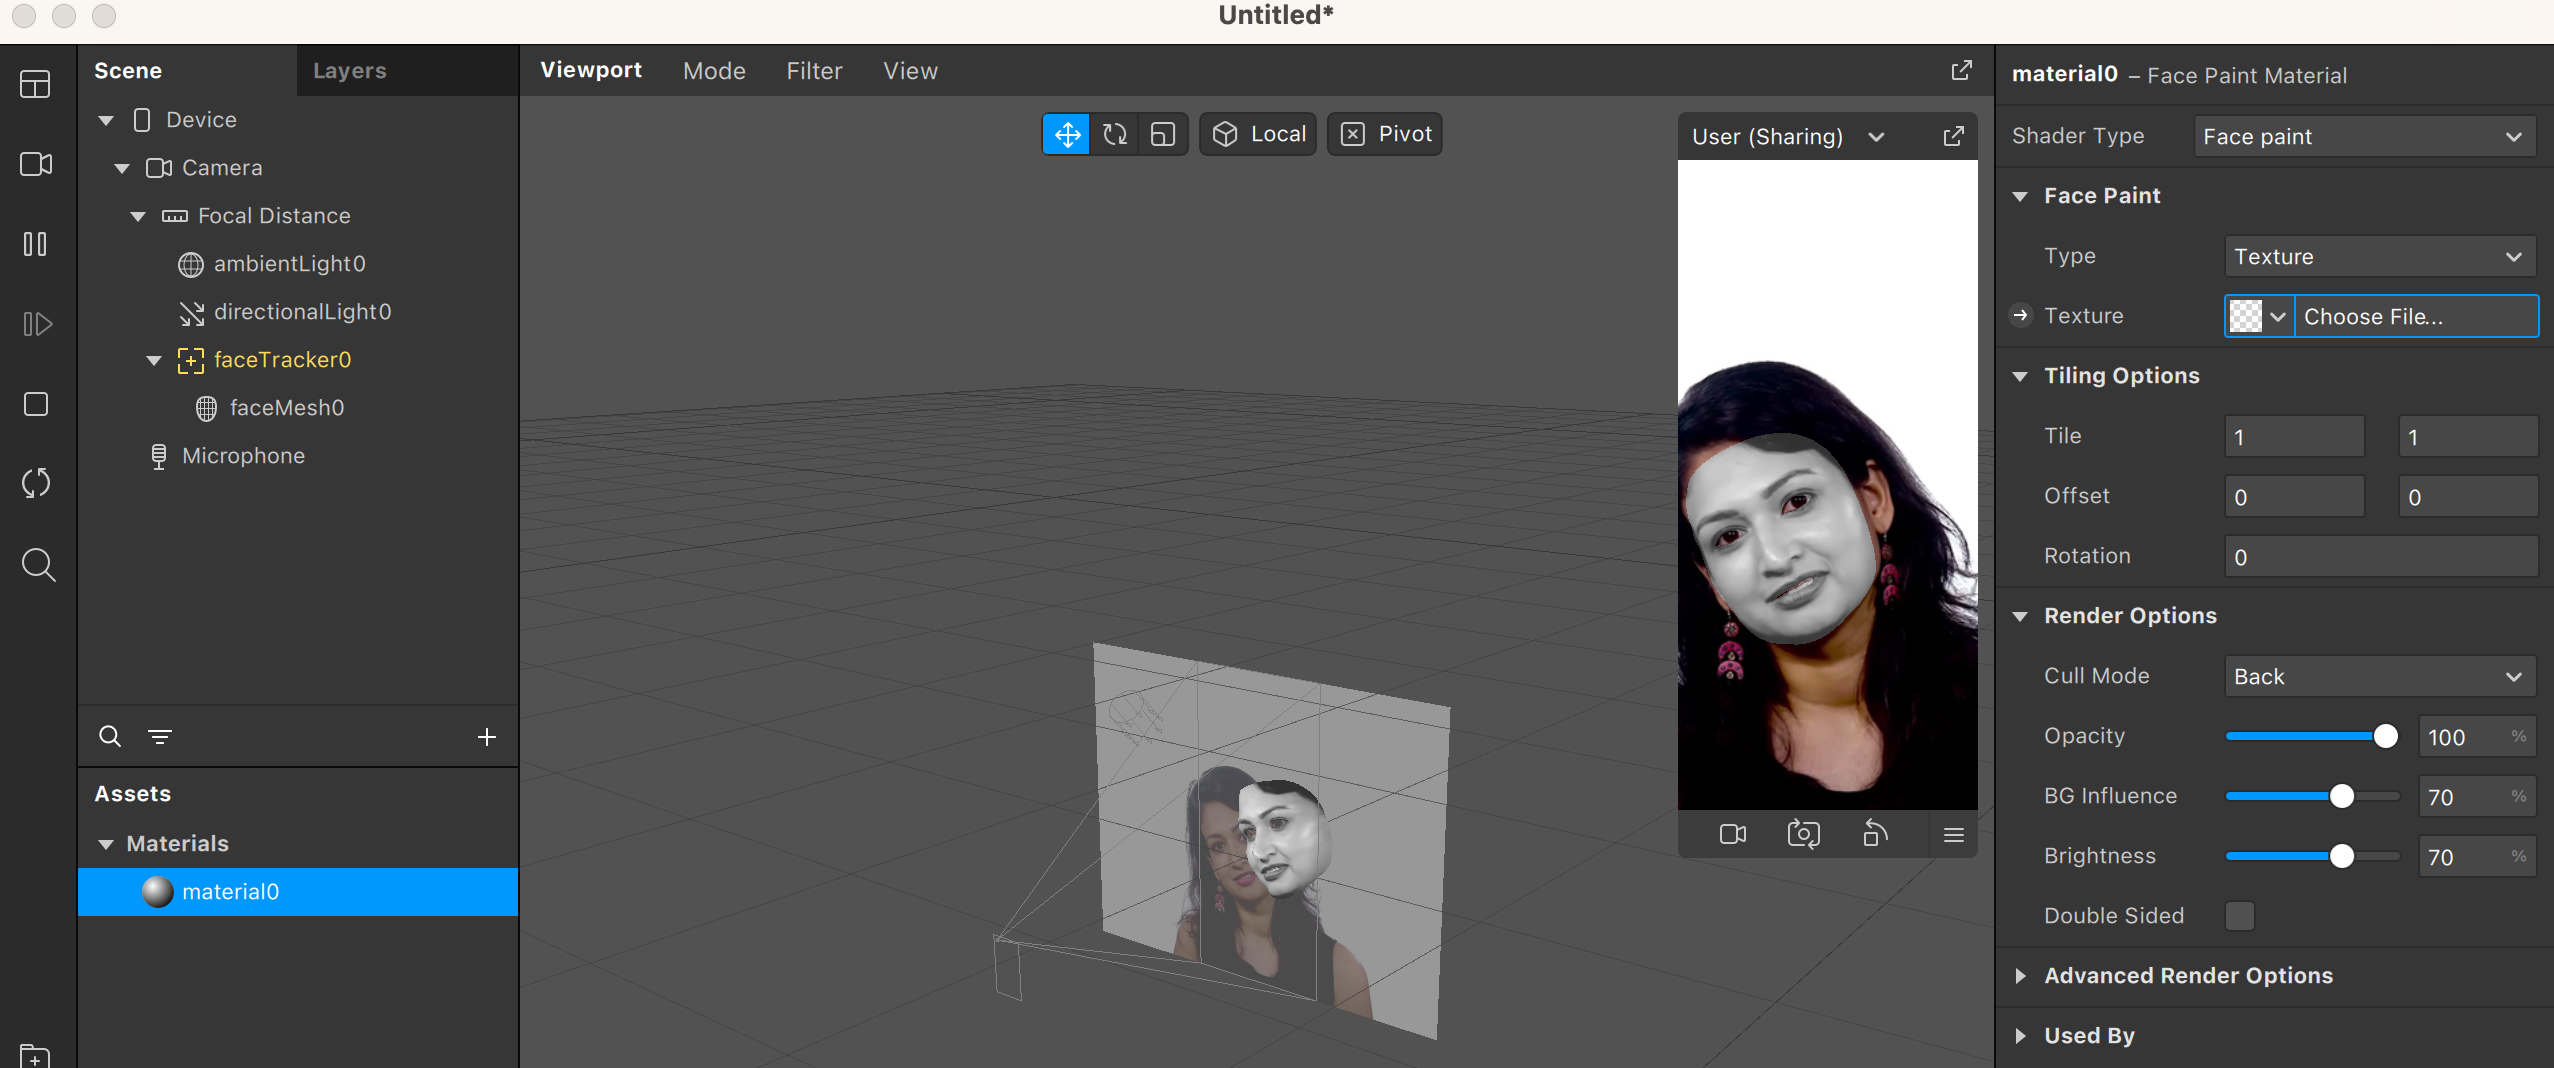 Untitled*
Scene
Layers
Device
Camera
Focal Distance
ambientLight0
directionalLight0
faceTracker0
faceMesh0
Microphone
Assets
Materials
material0
Viewport
Mode
Filter
View
Local
Pivot
User (Sharing)
material0 – Face Paint Material
Shader Type
Face paint
Face Paint
Type
Texture
Texture
Choose File...
Tiling Options
Tile
1
1
Offset
0
0
Rotation
0
Render Options
Cull Mode
Back
Opacity
100 %
BG Influence
70 %
Brightness
70 %
Double Sided
Advanced Render Options
Used By